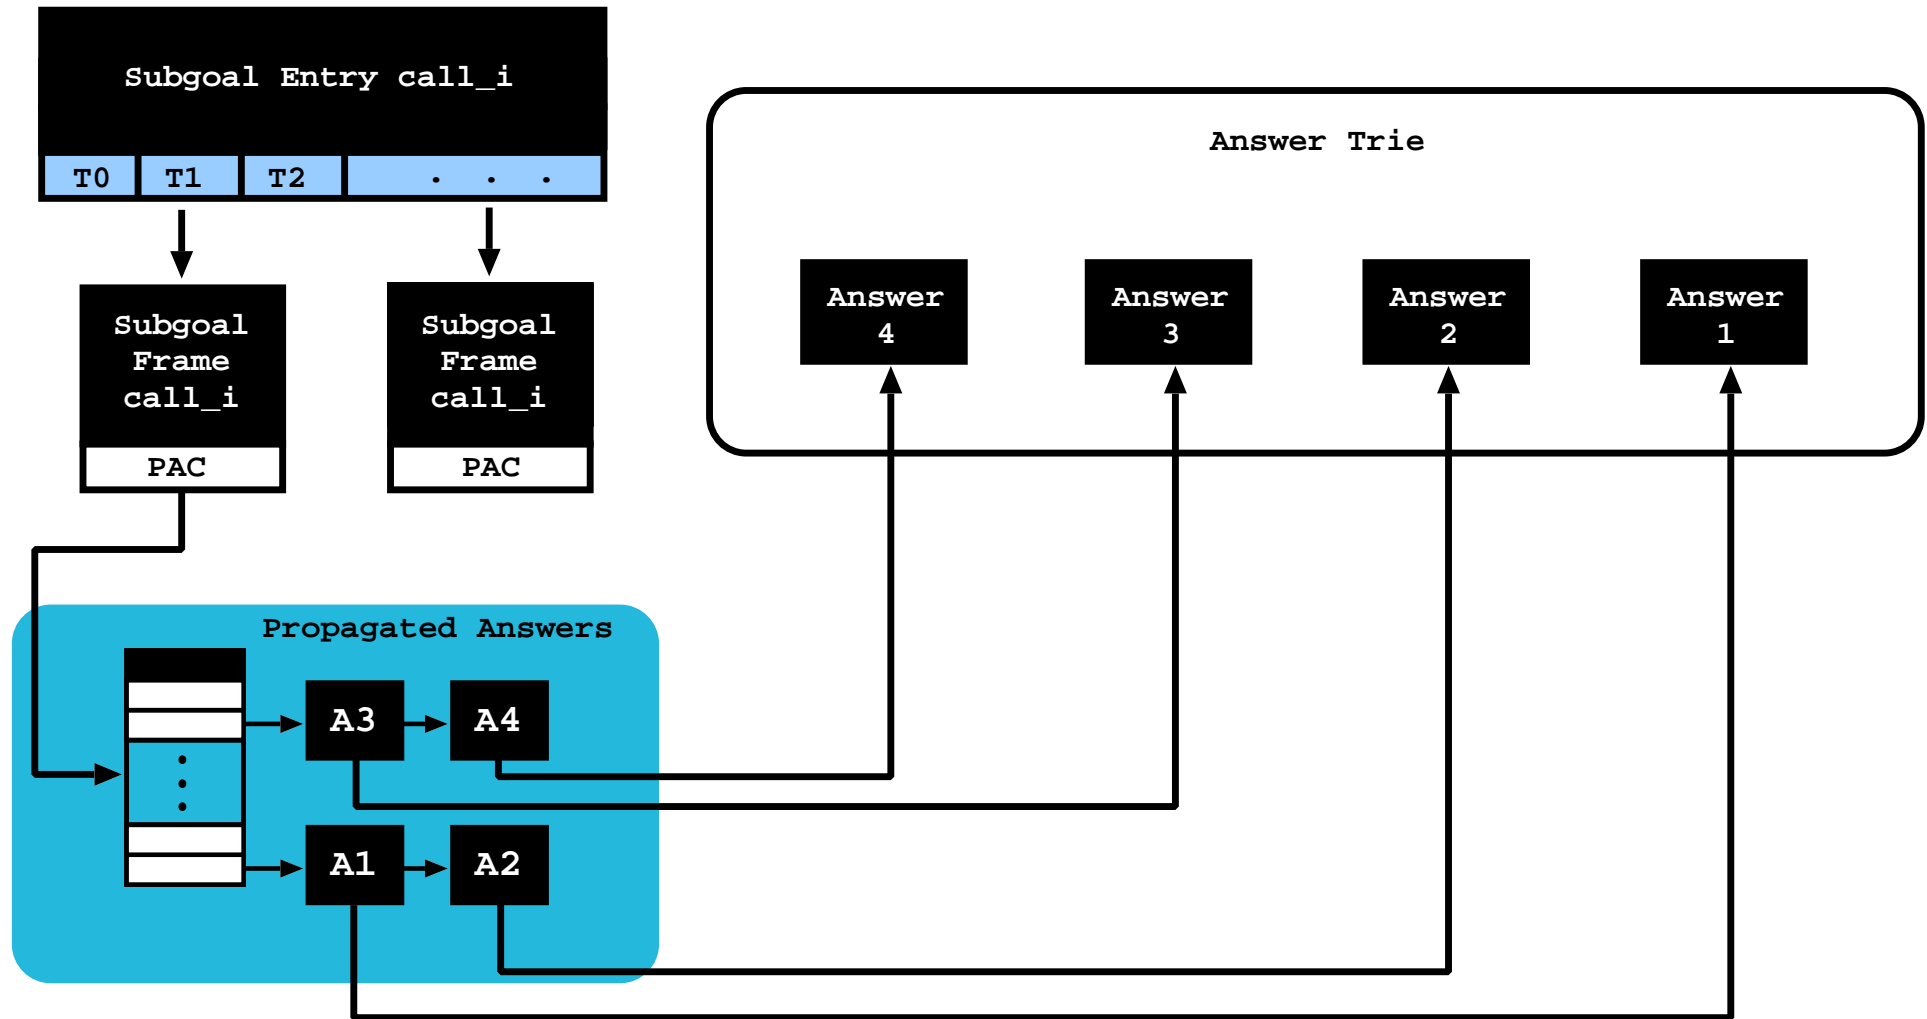 Subgoal Entry call_i
T0 T1 T2 . . .
Answer Trie
Subgoal
Frame
call_i
PAC
Subgoal
Frame
call_i
PAC
Answer
4
Answer
3
Answer
2
Answer
1
Propagated Answers
A3 A4
A1 A2